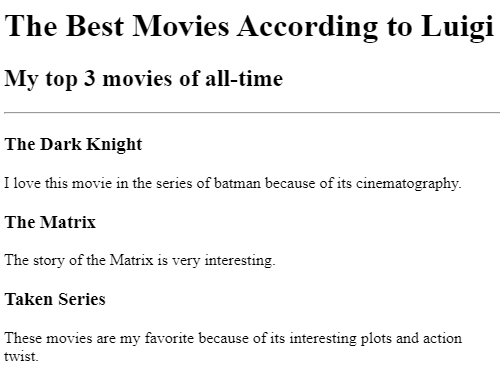 The Best Movies According to Luigi
My top 3 movies of all-time
The Dark Knight
I love this movie in the series of batman because of its cinematography.
The Matrix
The story of the Matrix is very interesting.
Taken Series
These movies are my favorite because of its interesting plots and action
twist.